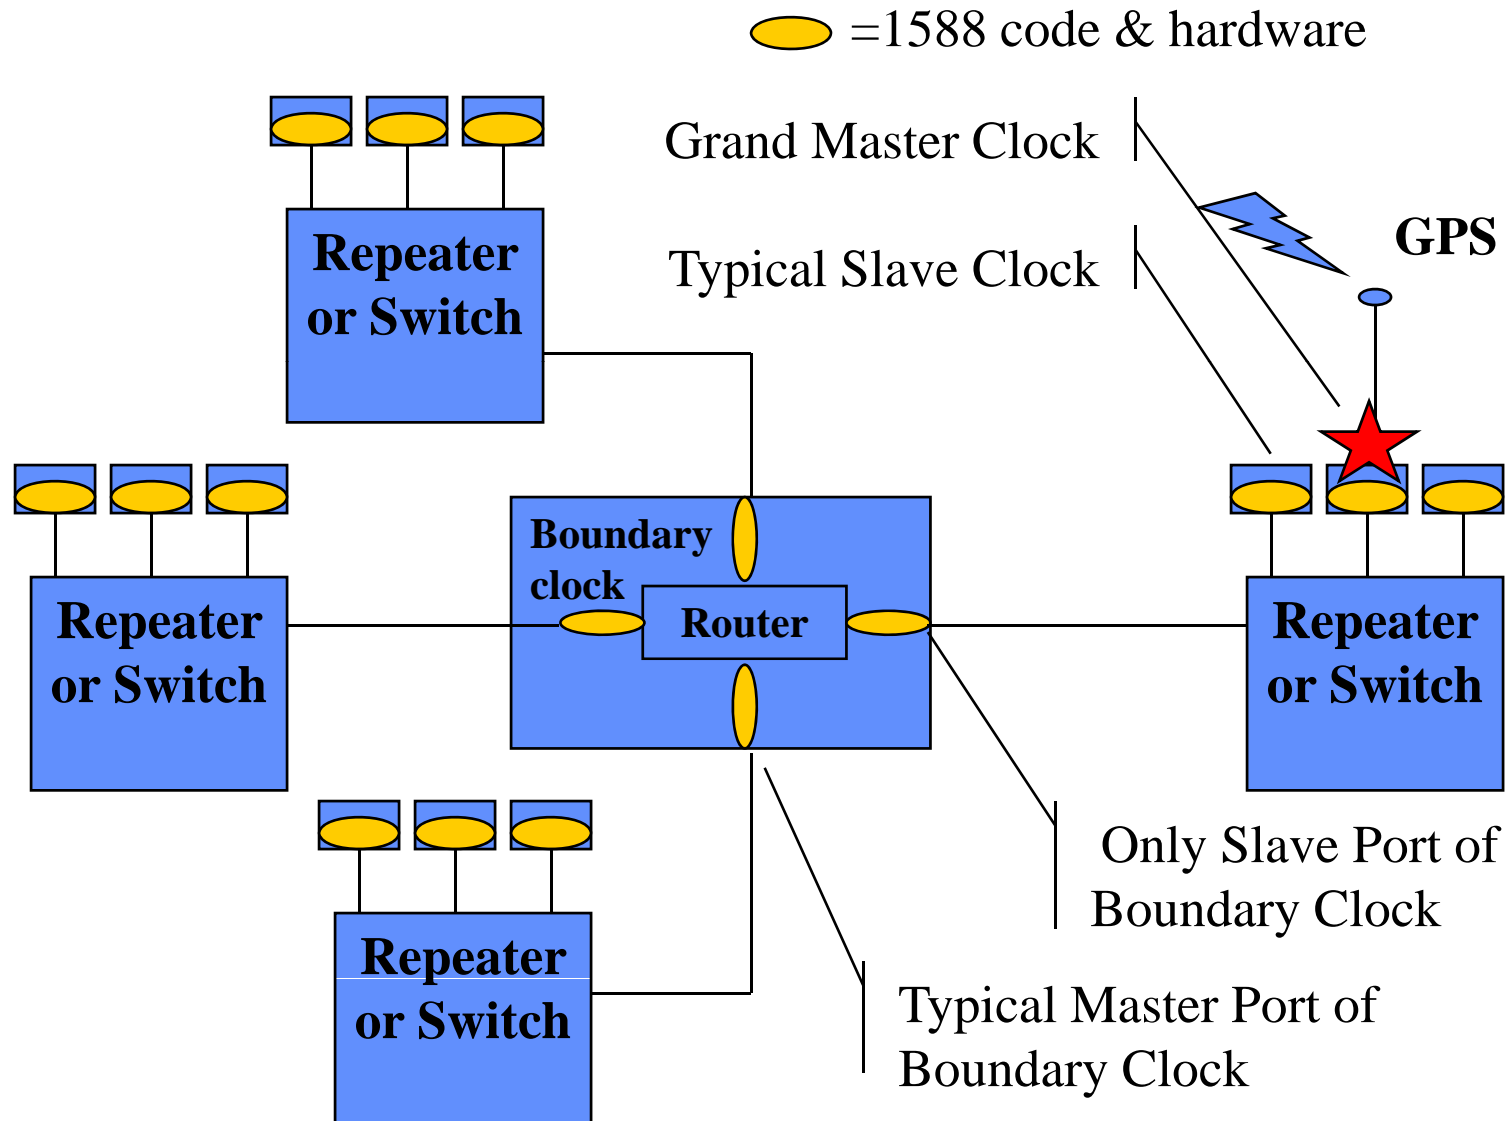 =1588 code & hardware
Grand Master Clock
GPS
Typical Slave Clock
Repeater
or Switch
Boundary
clock
Router
Repeater
or Switch
Repeater
or Switch
Only Slave Port of
Boundary Clock
Repeater
or Switch
Typical Master Port of
Boundary Clock